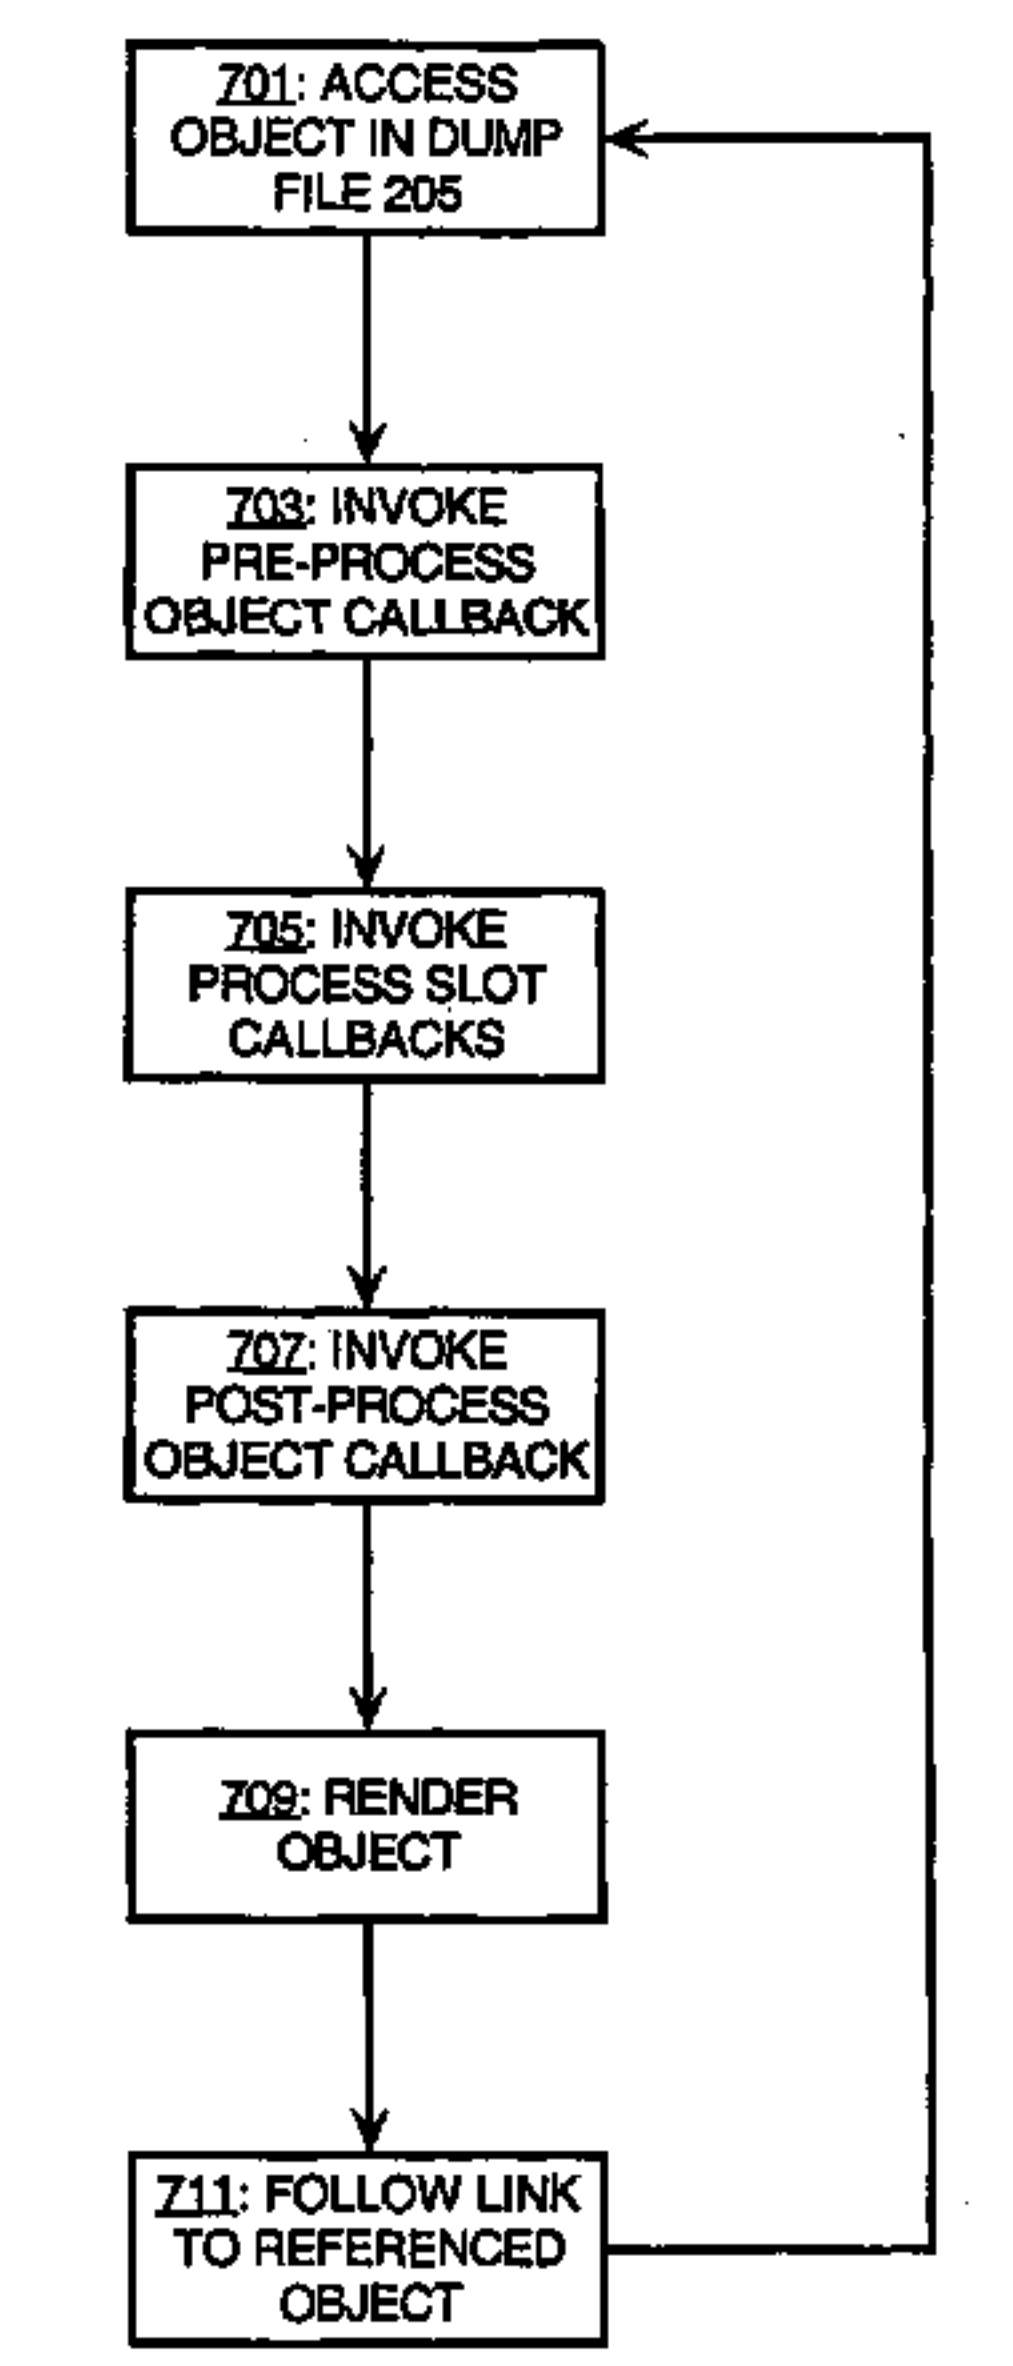 701: ACCESS
OBJECT IN DUMP
FILE 205
703: INVOKE
PRE-PROCESS
OBJECT CALLBACK
705: INVOKE
PROCESS SLOT
CALLBACKS
707: INVOKE
POST-PROCESS
OBJECT CALLBACK
709: RENDER
OBJECT
711: FOLLOW LINK
TO REFERENCED
OBJECT